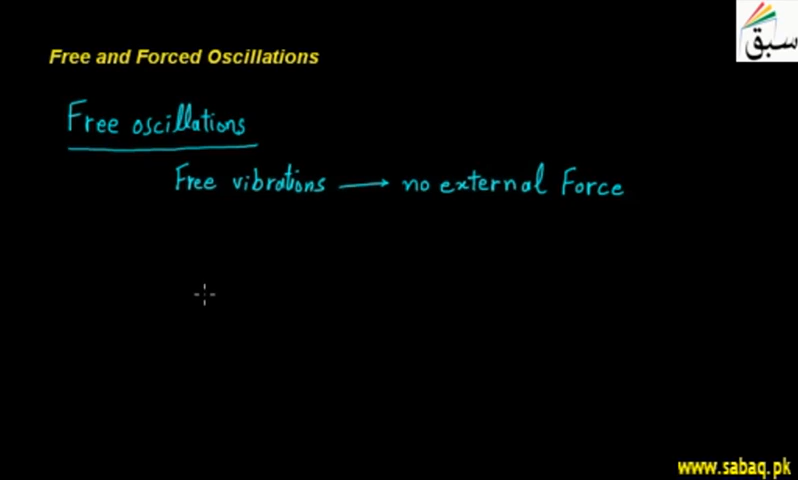 سبق
Free and Forced Oscillations
Free oscillations
Free vibrations → no external Force
www.sabaq.pk